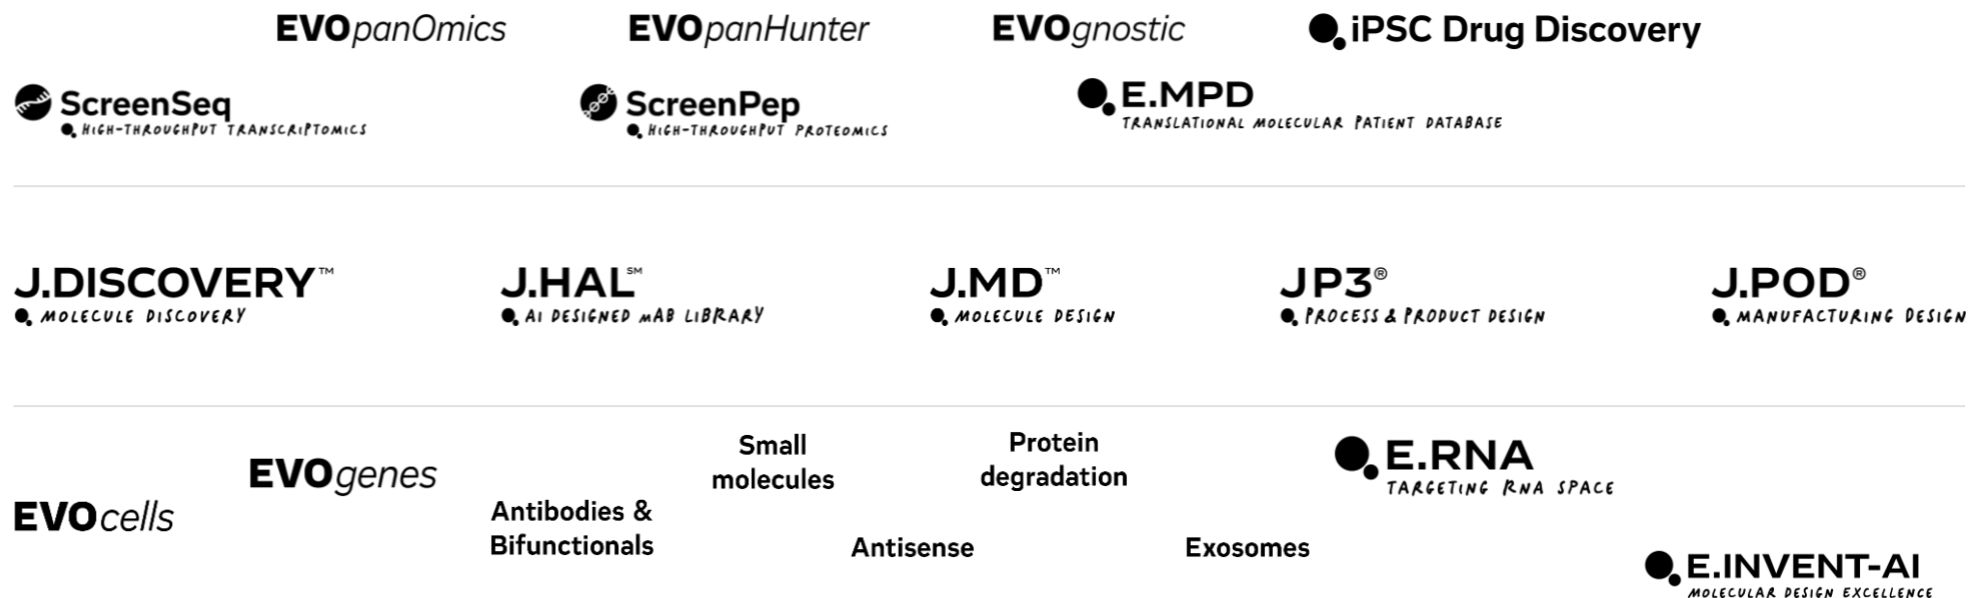 EVOpanOmics
EVOpanHunter
EVOgnostic
iPSC Drug Discovery
ScreenSeq
HIGH-THROUGHPUT TRANSCRIPTOMICS
ScreenPep
HIGH-THROUGHPUT PROTEOMICS
E.MPD
TRANSLATIONAL MOLECULAR PATIENT DATABASE
J.DISCOVERY™
MOLECULE DISCOVERY
J.HAL℠
AI DESIGNED mAB LIBRARY
J.MD™
MOLECULE DESIGN
JP3®
PROCESS & PRODUCT DESIGN
J.POD®
MANUFACTURING DESIGN
EVOcells
EVOgenes
Antibodies &
Bifunctionals
Small
molecules
Antisense
Protein
degradation
Exosomes
E.RNA
TARGETING RNA SPACE
E.INVENT-AI
MOLECULAR DESIGN EXCELLENCE